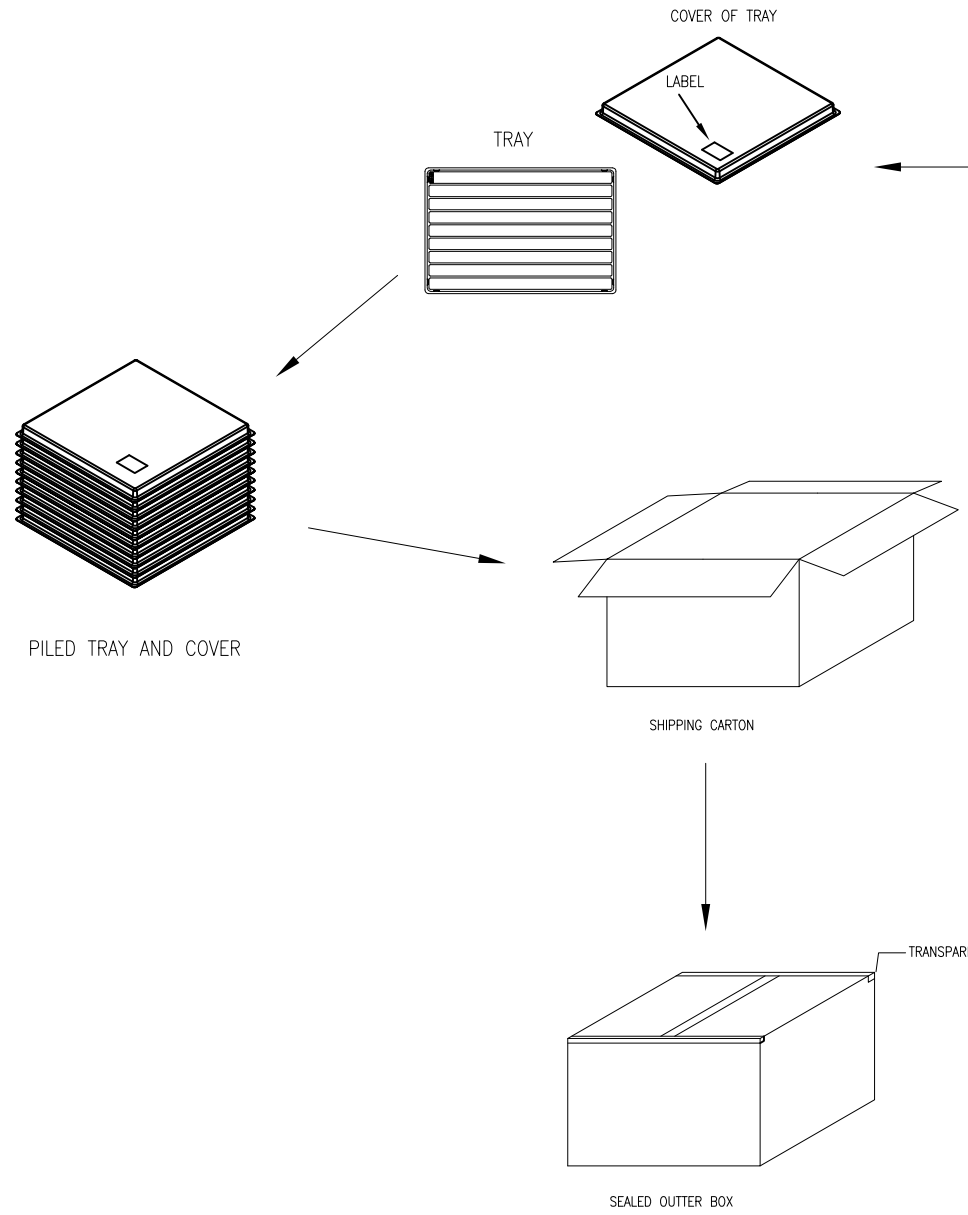 COVER OF TRAY
LABEL
TRAY
PILED TRAY AND COVER
SHIPPING CARTON
SEALED OUTTER BOX